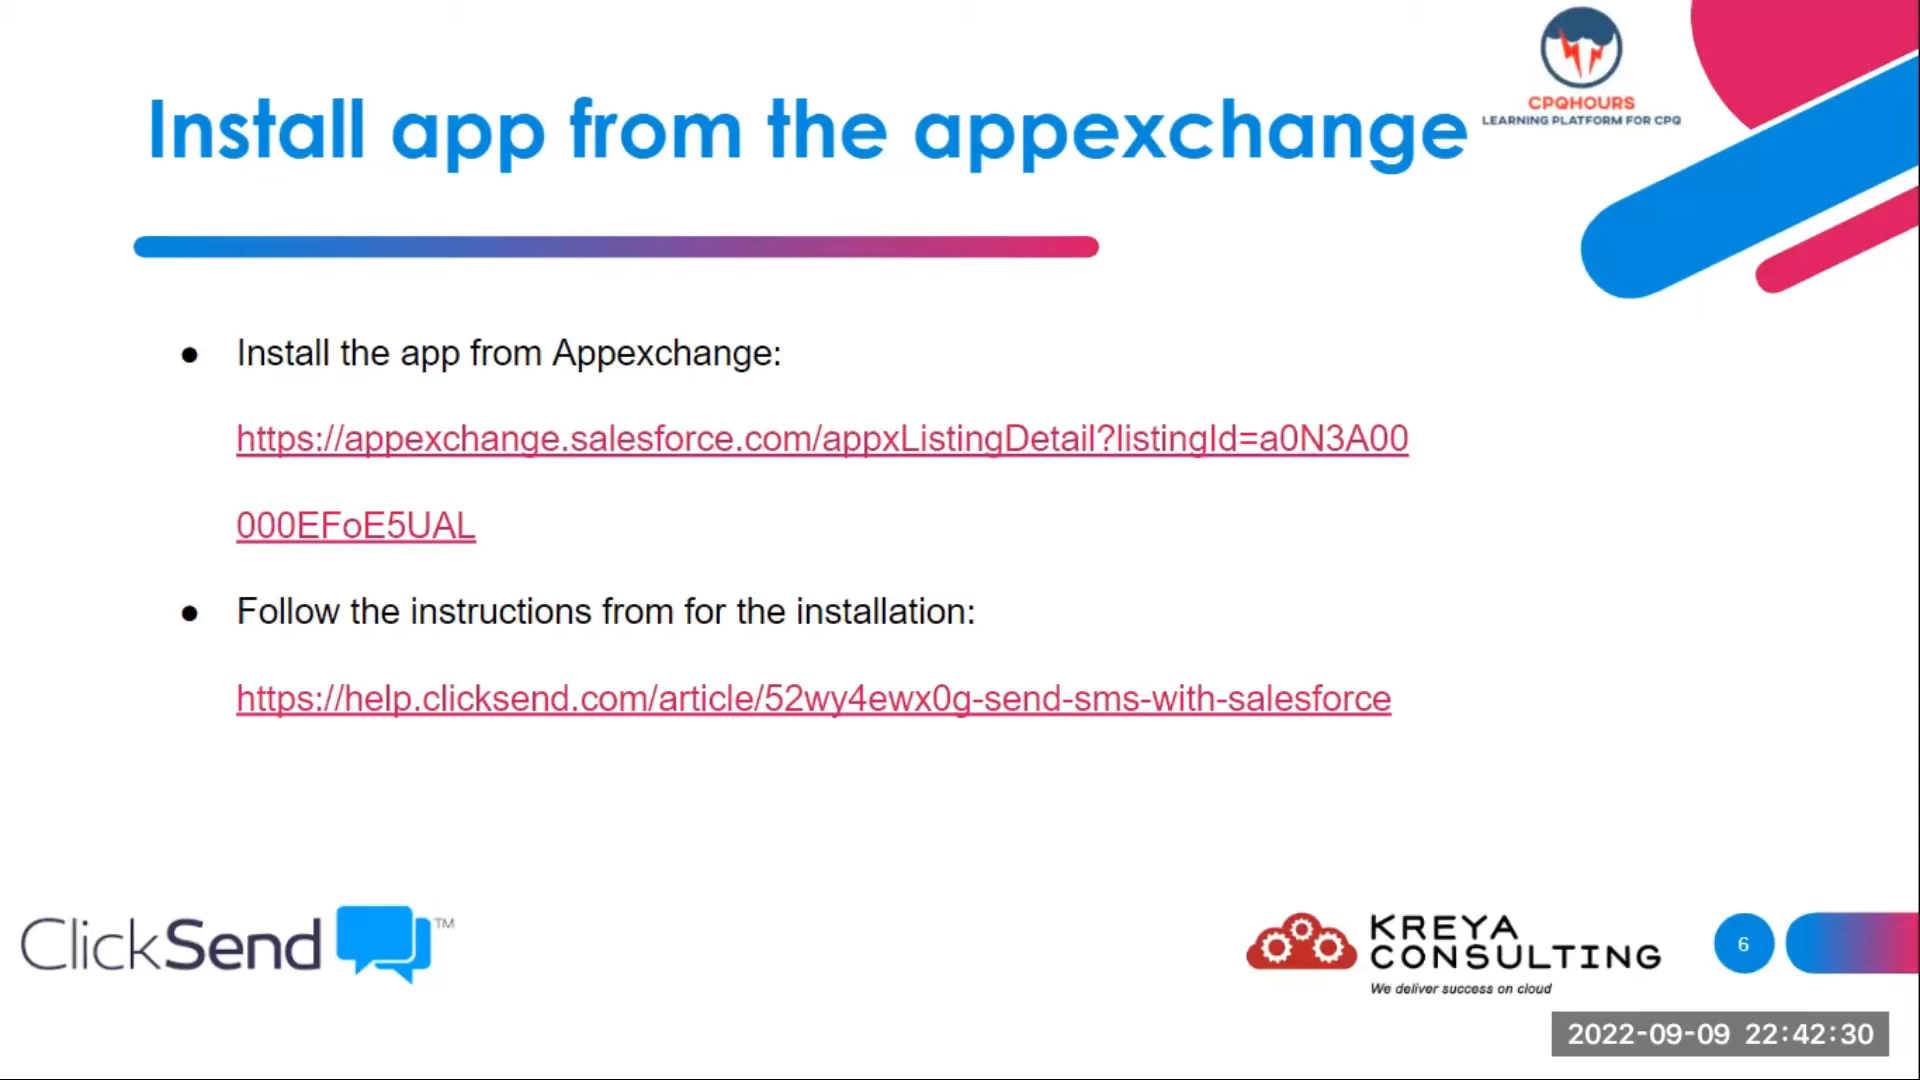 CPQHOURS
LEARNING PLATFORM FOR CPQ
Install app from the appexchange
● Install the app from Appexchange:
https://appexchange.salesforce.com/appxListingDetail?listingId=a0N3A00
000EFoE5UAL
● Follow the instructions from for the installation:
https://help.clicksend.com/article/52wy4ewx0g-send-sms-with-salesforce
ClickSend TM
KREYA
CONSULTING
We deliver success on cloud
6
2022-09-09 22:42:30